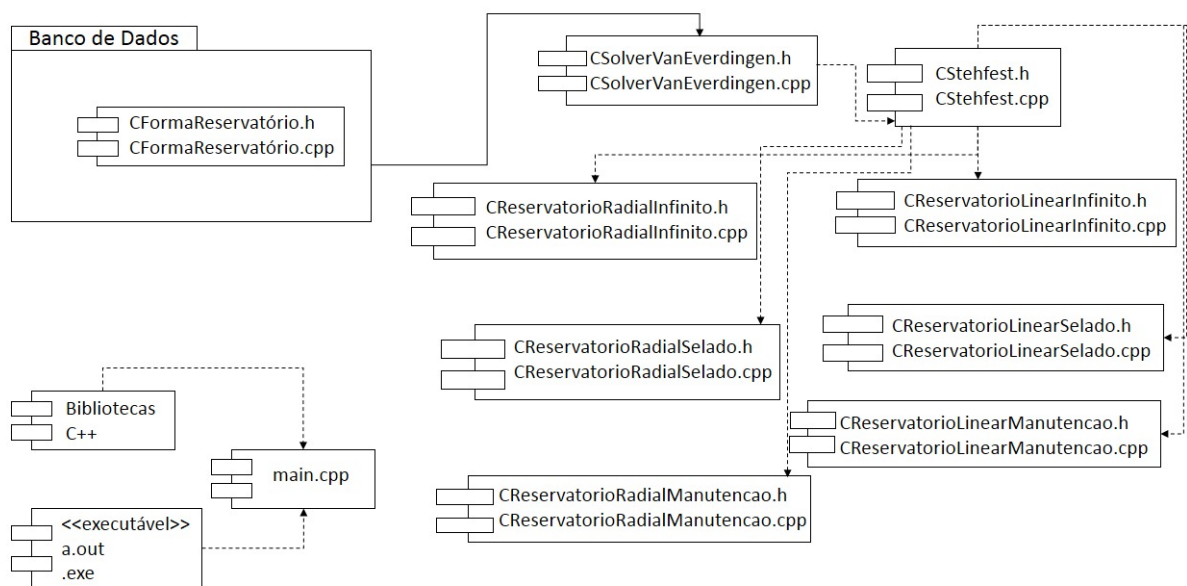 Banco de Dados
CFormaReservatório.h
CFormaReservatório.cpp
CSolverVanEverdingen.h
CSolverVanEverdingen.cpp
CStehfest.h
CStehfest.cpp
CReservatorioRadialInfinito.h
CReservatorioRadialInfinito.cpp
CReservatorioLinearInfinito.h
CReservatorioLinearInfinito.cpp
CReservatorioRadialSelado.h
CReservatorioRadialSelado.cpp
CReservatorioLinearSelado.h
CReservatorioLinearSelado.cpp
Bibliotecas
C++
main.cpp
<<executável>>
a.out
.exe
CReservatorioLinearManutencao.h
CReservatorioLinearManutencao.cpp
CReservatorioRadialManutencao.h
CReservatorioRadialManutencao.cpp